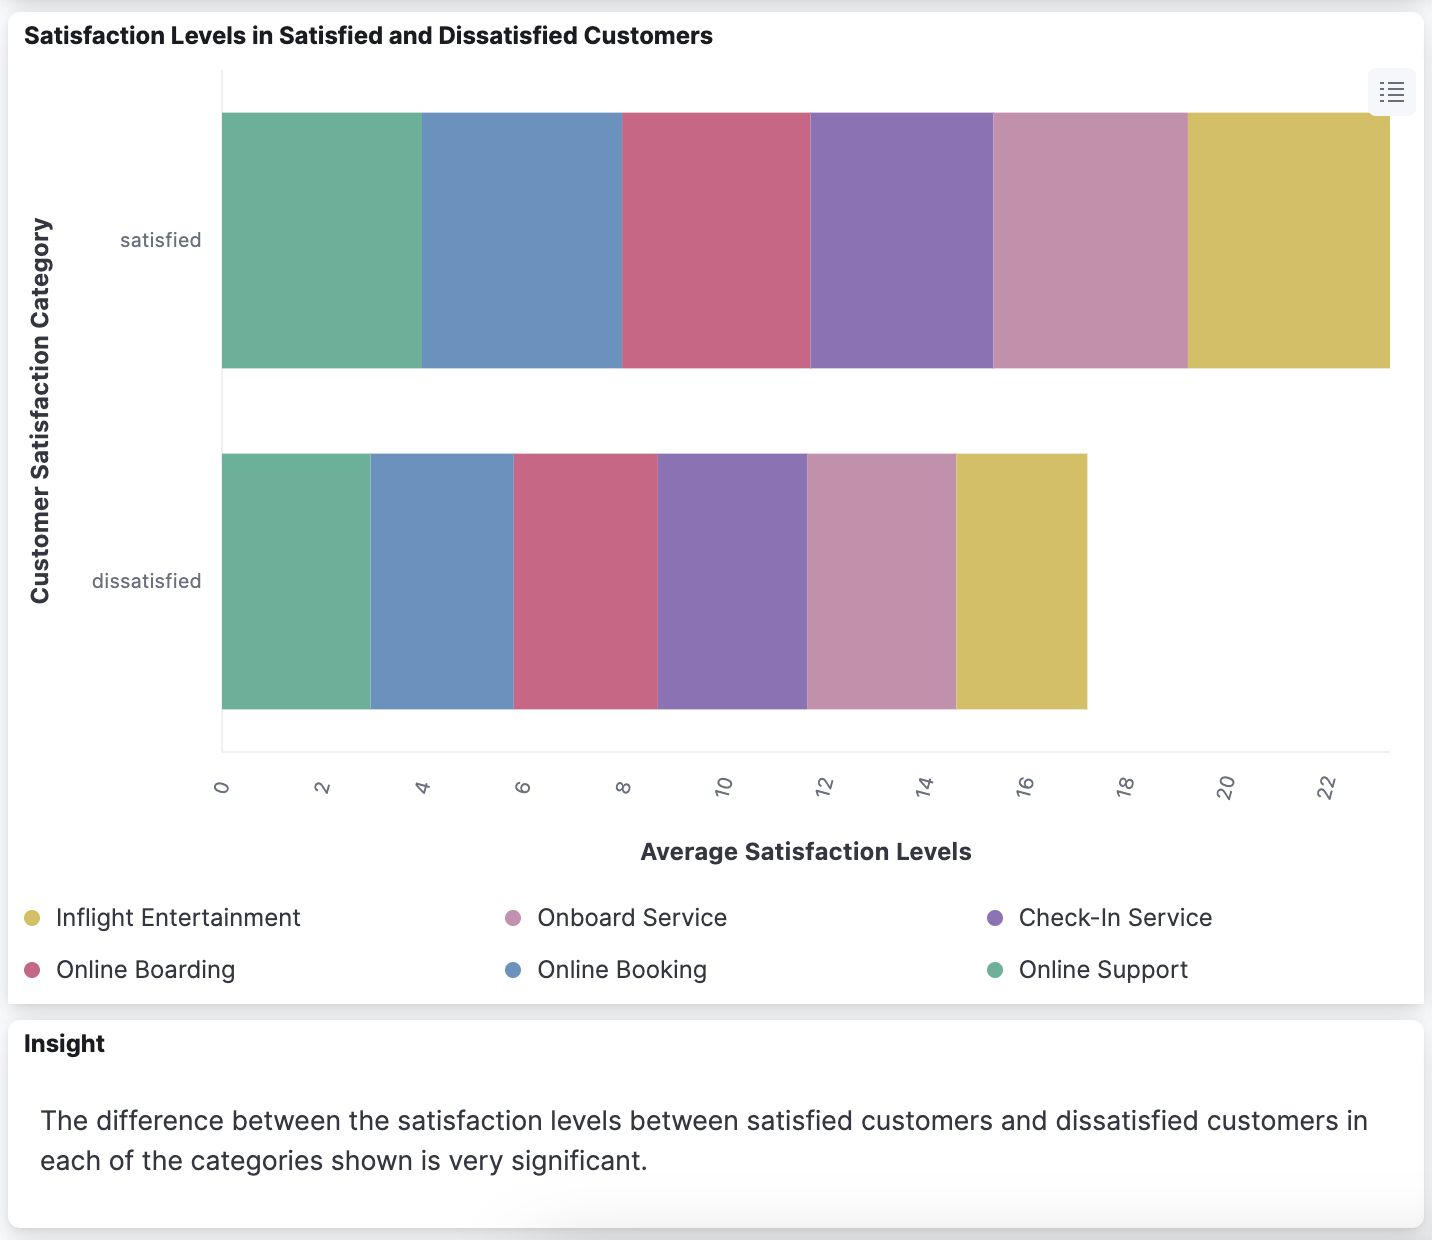 Satisfaction Levels in Satisfied and Dissatisfied Customers
Customer Satisfaction Category
satisfied
dissatisfied
0 2 4 6 8 10 12 14 16 18 20 22
Average Satisfaction Levels
Inflight Entertainment Onboard Service Check-In Service
Online Boarding Online Booking Online Support
Insight
The difference between the satisfaction levels between satisfied customers and dissatisfied customers in
each of the categories shown is very significant.